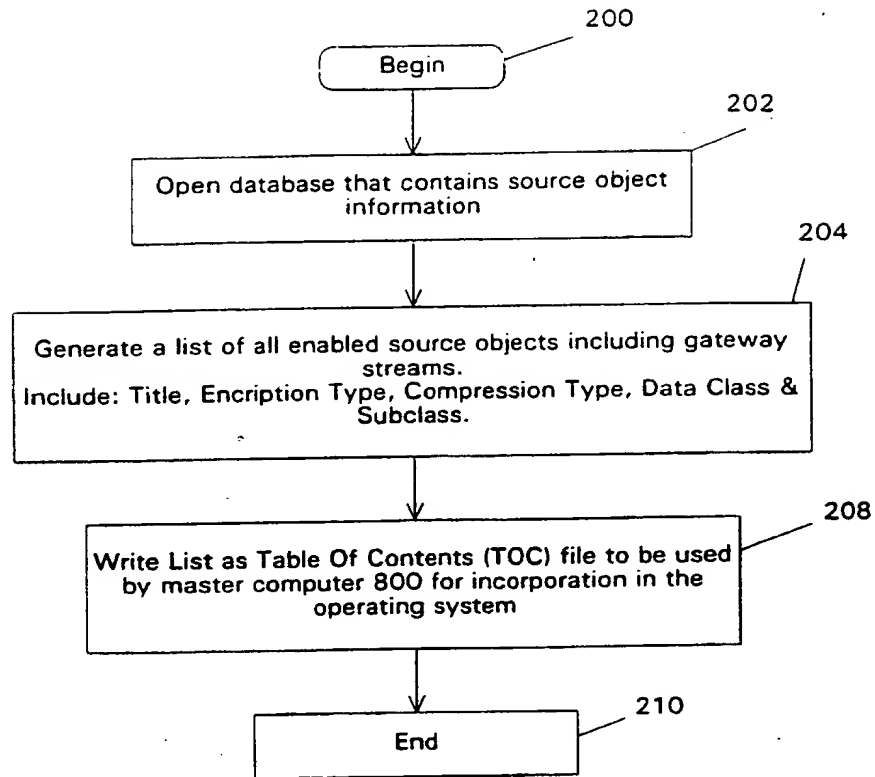 200
Begin
202
Open database that contains source object
information
204
Generate a list of all enabled source objects including gateway
streams.
Include: Title, Encription Type, Compression Type, Data Class &
Subclass.
208
Write List as Table Of Contents (TOC) file to be used
by master computer 800 for incorporation in the
operating system
210
End